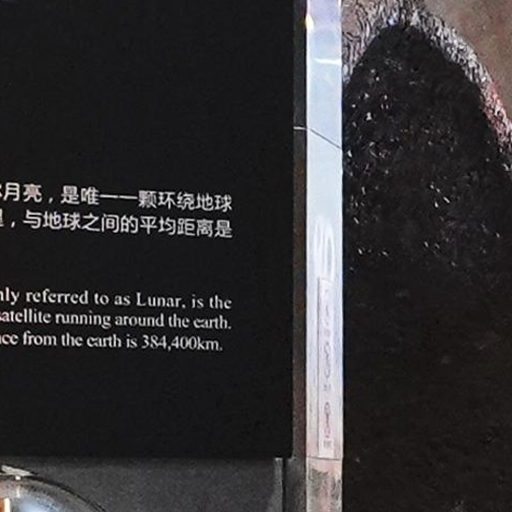 月亮，是唯一一颗环绕地球
，与地球之间的平均距离是
referred to as Lunar, is the
satellite running around the earth.
from the earth is 384,400km.